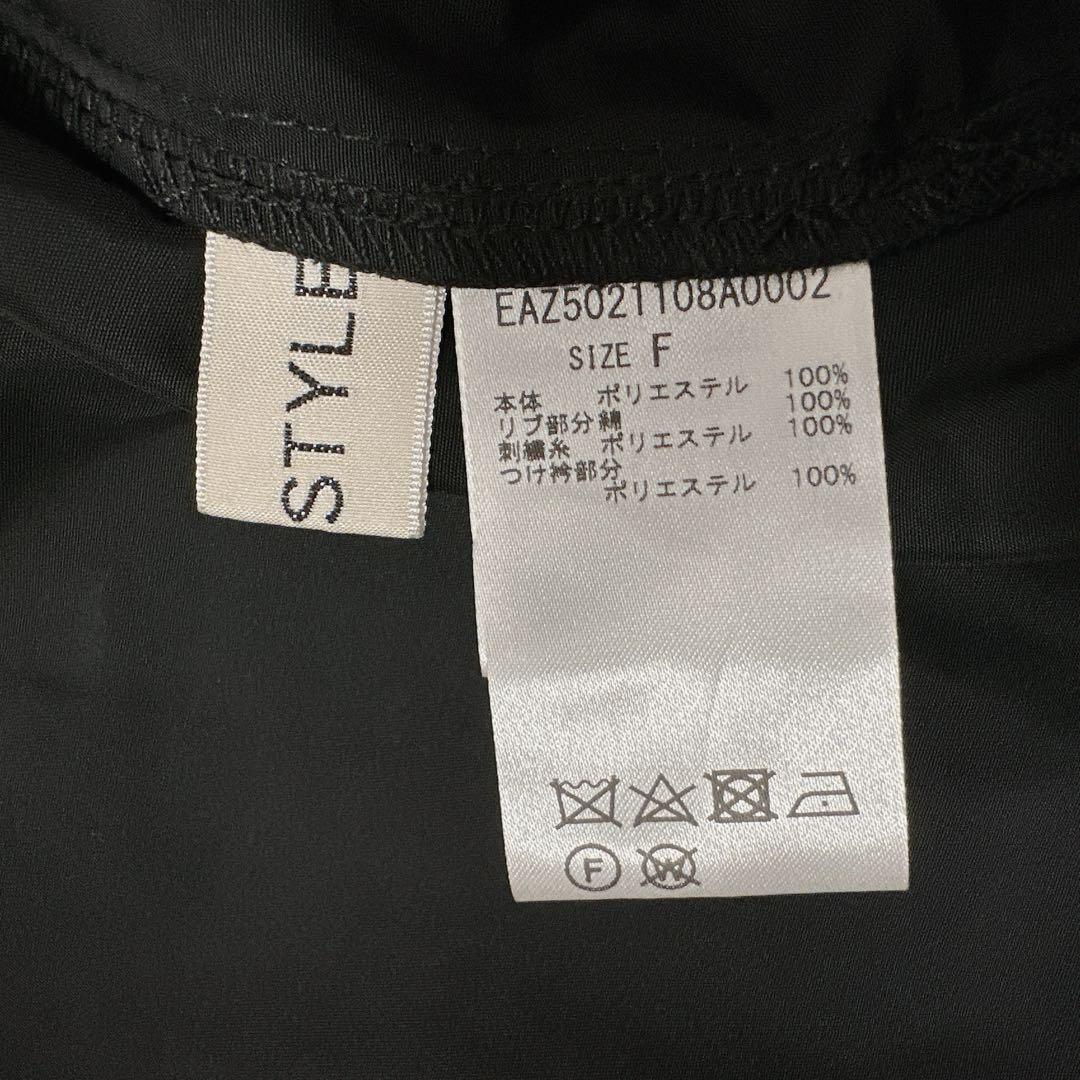 STYLE
EAZ5021108A0002
SIZE F
本体 ポリエステル 100%
リブ部分 綿 100%
刺繍糸 ポリエステル 100%
つけ衿部分
ポリエステル 100%
F
W